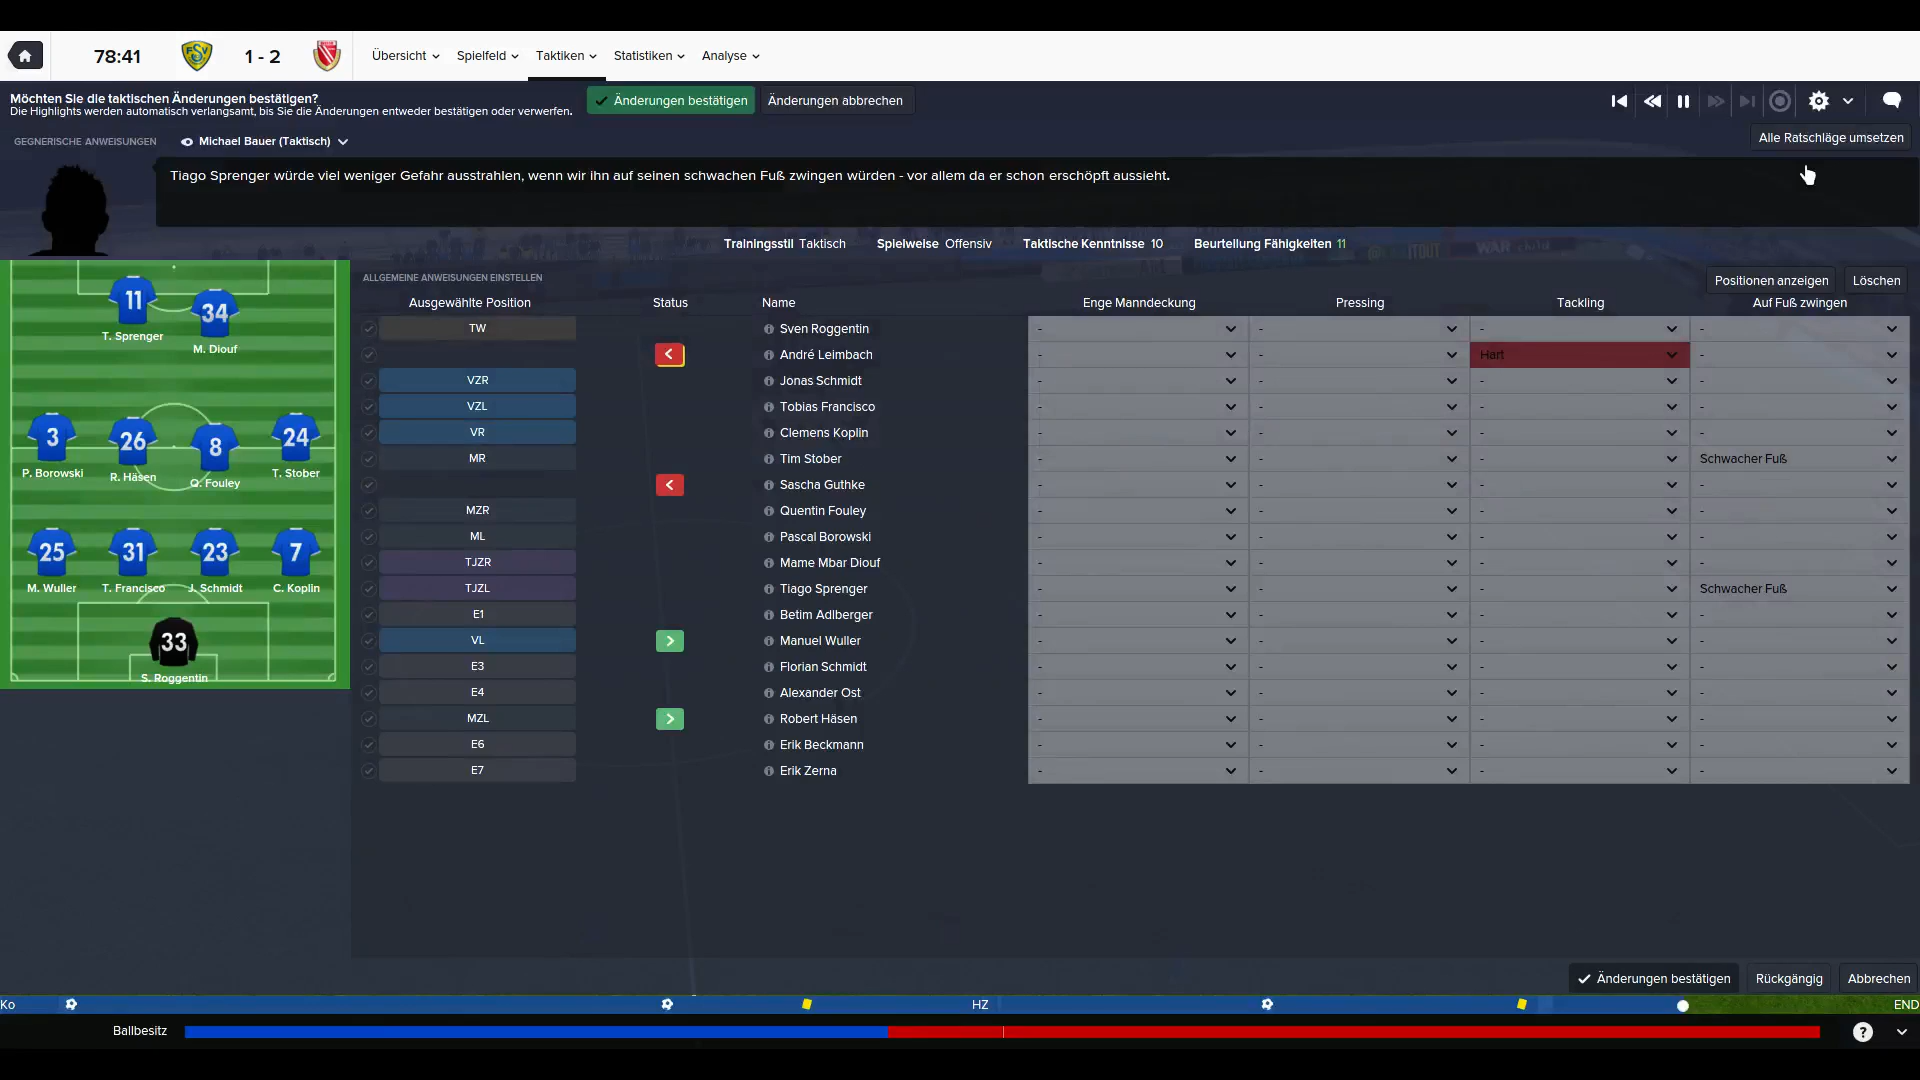 78:41 1 - 2 Übersicht Spielfeld Taktiken Statistiken Analyse
Möchten Sie die taktischen Änderungen bestätigen?
Die Highlights werden automatisch verlangsamt, bis Sie die Änderungen entweder bestätigen oder verwerfen.
Änderungen bestätigen Änderungen abbrechen
GEGNERISCHE ANWEISUNGEN Michael Bauer (Taktisch) Alle Ratschläge umsetzen
Tiago Sprenger würde viel weniger Gefahr ausstrahlen, wenn wir ihn auf seinen schwachen Fuß zwingen würden - vor allem da er schon erschöpft aussieht.
Trainingsstil Taktisch Spielweise Offensiv Taktische Kenntnisse 10 Beurteilung Fähigkeiten 11
11
T. Sprenger
34
M. Diouf
3
P. Borowski
26
R. Häsen
8
Q. Fouley
24
T. Stober
25
M. Wuller
31
T. Francisco
23
J. Schmidt
7
C. Koplin
33
S. Roggentin
ALLGEMEINE ANWEISUNGEN EINSTELLEN Positionen anzeigen Löschen
Ausgewählte Position Status Name Enge Manndeckung Pressing Tackling Auf Fuß zwingen
TW Sven Roggentin - - - -
André Leimbach - - Hart -
VZR Jonas Schmidt - - - -
VZL Tobias Francisco - - - -
VR Clemens Koplin - - - -
MR Tim Stober - - - Schwacher Fuß
Sascha Guthke - - - -
MZR Quentin Fouley - - - -
ML Pascal Borowski - - - -
TJZR Mame Mbar Diouf - - - -
TJZL Tiago Sprenger - - - Schwacher Fuß
E1 Betim Adlberger - - - -
VL Manuel Wuller - - - -
E3 Florian Schmidt - - - -
E4 Alexander Ost - - - -
MZL Robert Häsen - - - -
E6 Erik Beckmann - - - -
E7 Erik Zerna - - - -
Änderungen bestätigen Rückgängig Abbrechen
Ko HZ END
Ballbesitz ?